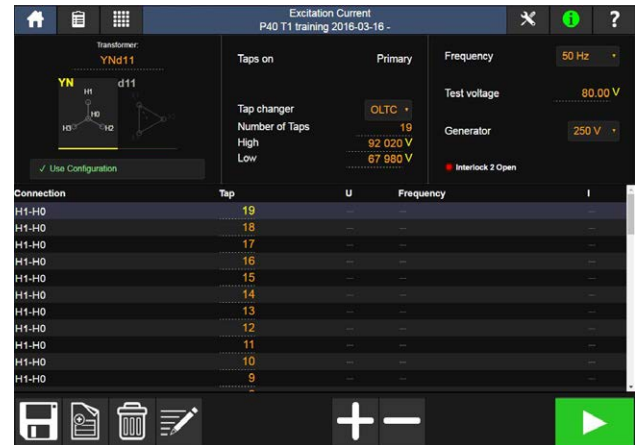 Excitation Current
P40 T1 training 2016-03-16 -
?
Transformer:
YNd11
YN
d11
H1
H0
H3
H2
✓ Use Configuration
Taps on Primary
Tap changer OLTC
Number of Taps 19
High 92 020 V
Low 67 980 V
Frequency 50 Hz
Test voltage 80.00 V
Generator 250 V
Interlock 2 Open
Connection Tap U Frequency I
H1-H0 19 -- -- --
H1-H0 18 -- -- --
H1-H0 17 -- -- --
H1-H0 16 -- -- --
H1-H0 15 -- -- --
H1-H0 14 -- -- --
H1-H0 13 -- -- --
H1-H0 12 -- -- --
H1-H0 11 -- -- --
H1-H0 10 -- -- --
H1-H0 9 -- -- --